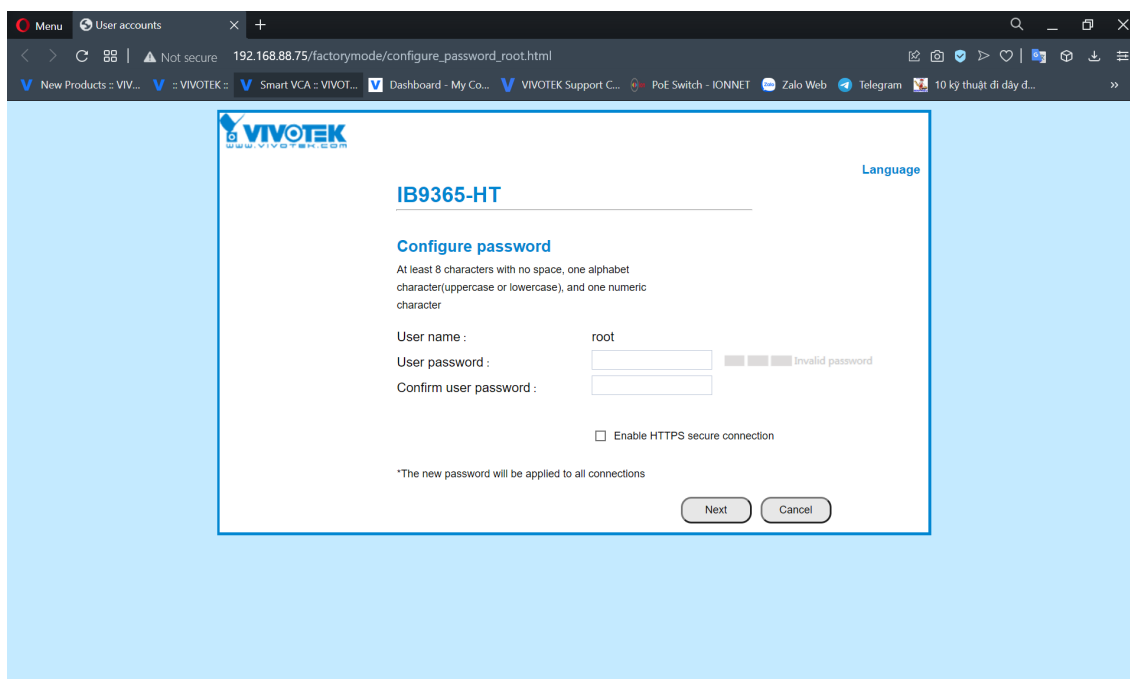 Menu
User accounts
Not secure 192.168.88.75/factorymode/configure_password_root.html
New Products :: VIV...
:: VIVOTEK ::
Smart VCA :: VIVOT...
Dashboard - My Co...
VIVOTEK Support C...
PoE Switch - IONNET
Zalo Web
Telegram
10 kỹ thuật đi dây đ...
VIVOTEK
www.vivotek.com
Language
IB9365-HT
Configure password
At least 8 characters with no space, one alphabet
character(uppercase or lowercase), and one numeric
character
User name : root
User password : Invalid password
Confirm user password :
Enable HTTPS secure connection
*The new password will be applied to all connections
Next Cancel